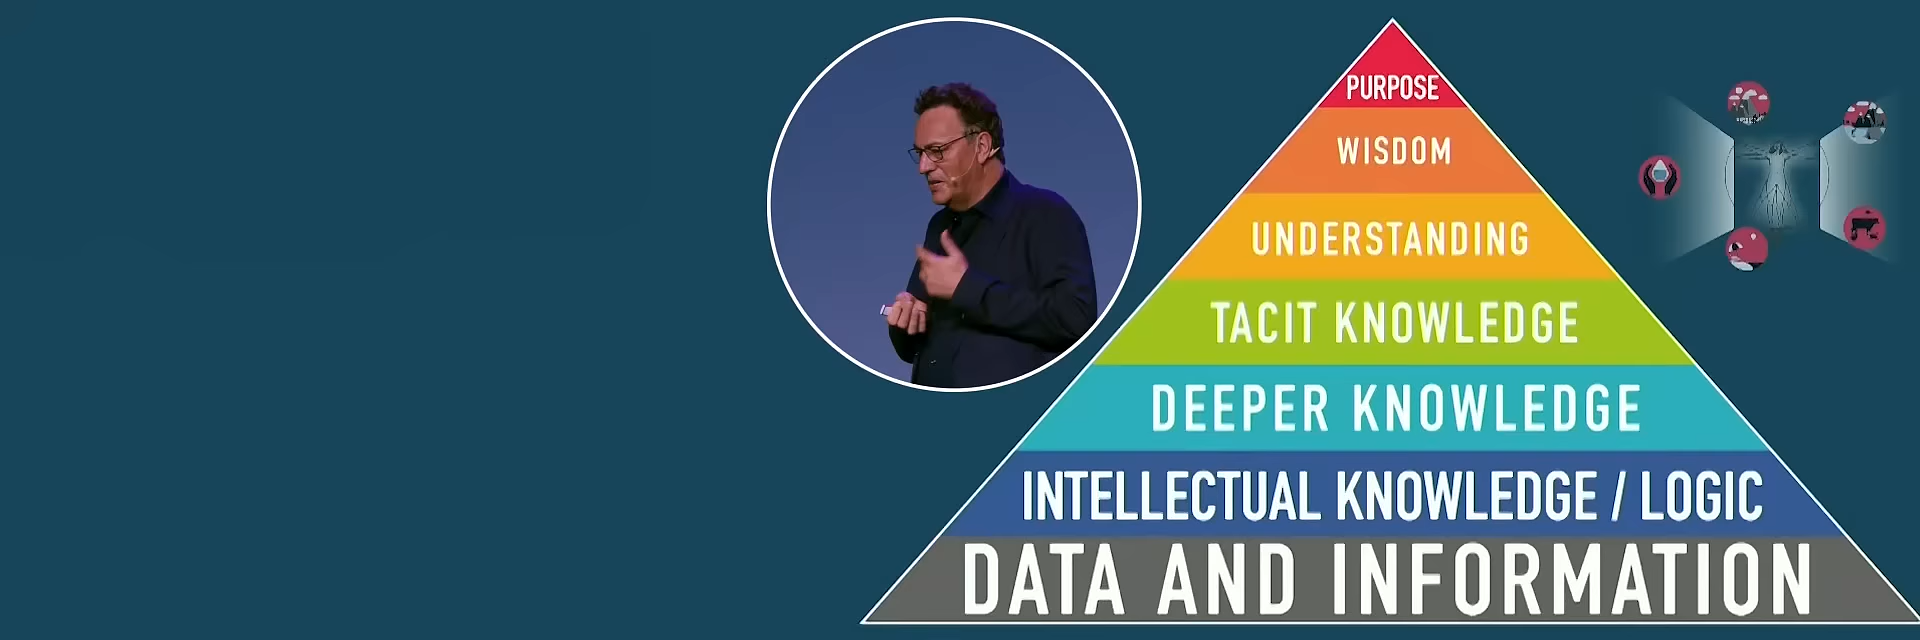 PURPOSE
WISDOM
UNDERSTANDING
TACIT KNOWLEDGE
DEEPER KNOWLEDGE
INTELLECTUAL KNOWLEDGE / LOGIC
DATA AND INFORMATION